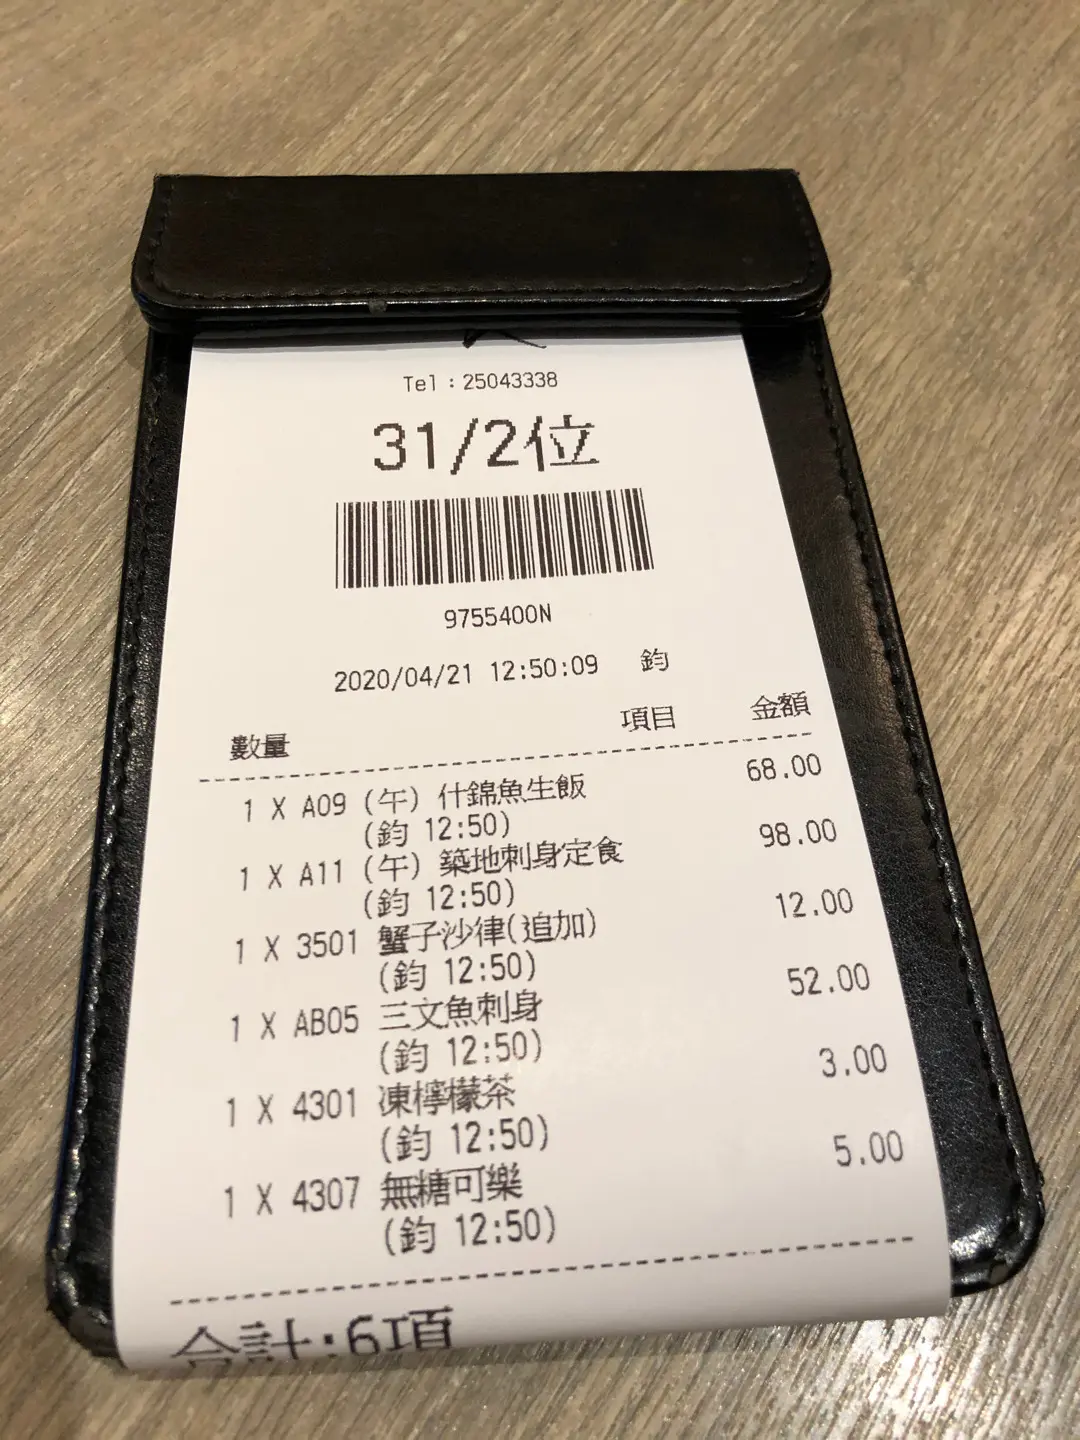 Tel：25043338
31/2位
9755400N
2020/04/21 12:50:09 鈞
數量 項目 金額
1 X A09 (午) 什錦魚生飯 68.00
(鈞 12:50)
1 X A11 (午) 築地刺身定食 98.00
(鈞 12:50)
1 X 3501 蟹子沙律(追加) 12.00
(鈞 12:50)
1 X AB05 三文魚刺身 52.00
(鈞 12:50)
1 X 4301 凍檸檬茶 3.00
(鈞 12:50)
1 X 4307 無糖可樂 5.00
(鈞 12:50)
合計:6項